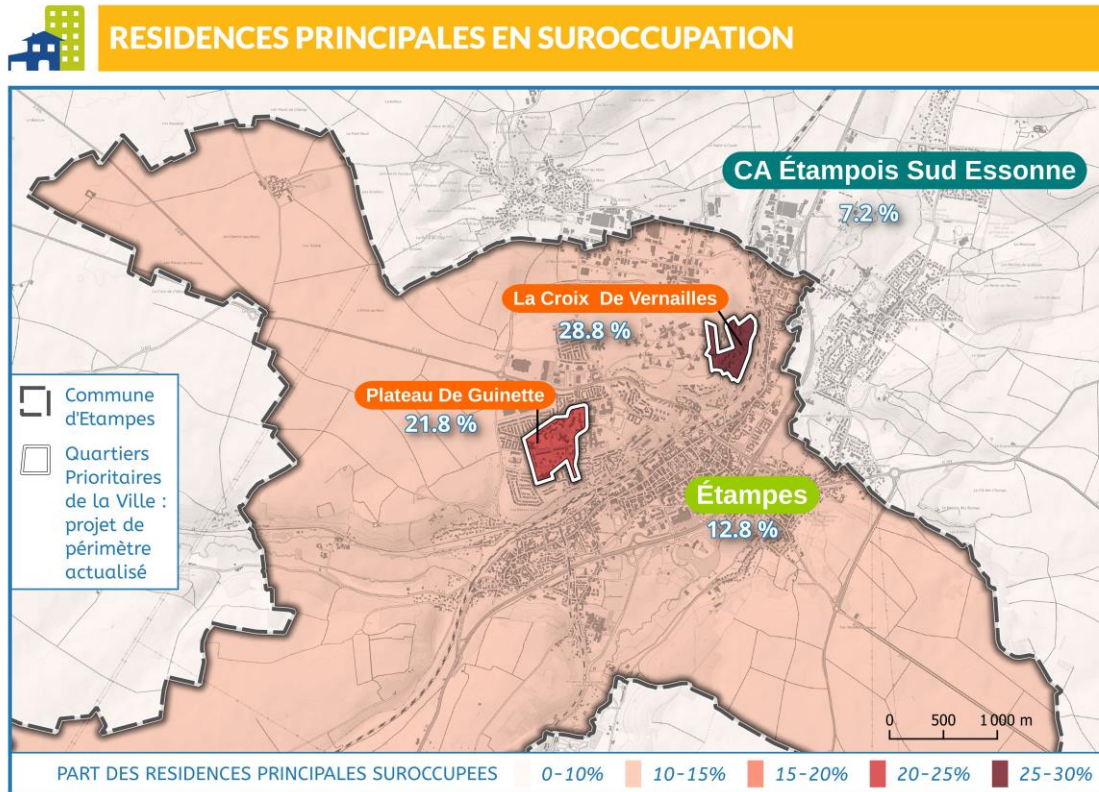 RESIDENCES PRINCIPALES EN SUROCCUPATION
CA Étampois Sud Essonne
7.2 %
La Croix De Vernailles
28.8 %
Plateau De Guinette
21.8 %
Étampes
12.8 %
Commune
d'Etampes
Quartiers
Prioritaires
de la Ville :
projet de
périmètre
actualisé
0 500 1 000 m
PART DES RESIDENCES PRINCIPALES SUROCCUPEES 0-10% 10-15% 15-20% 20-25% 25-30%